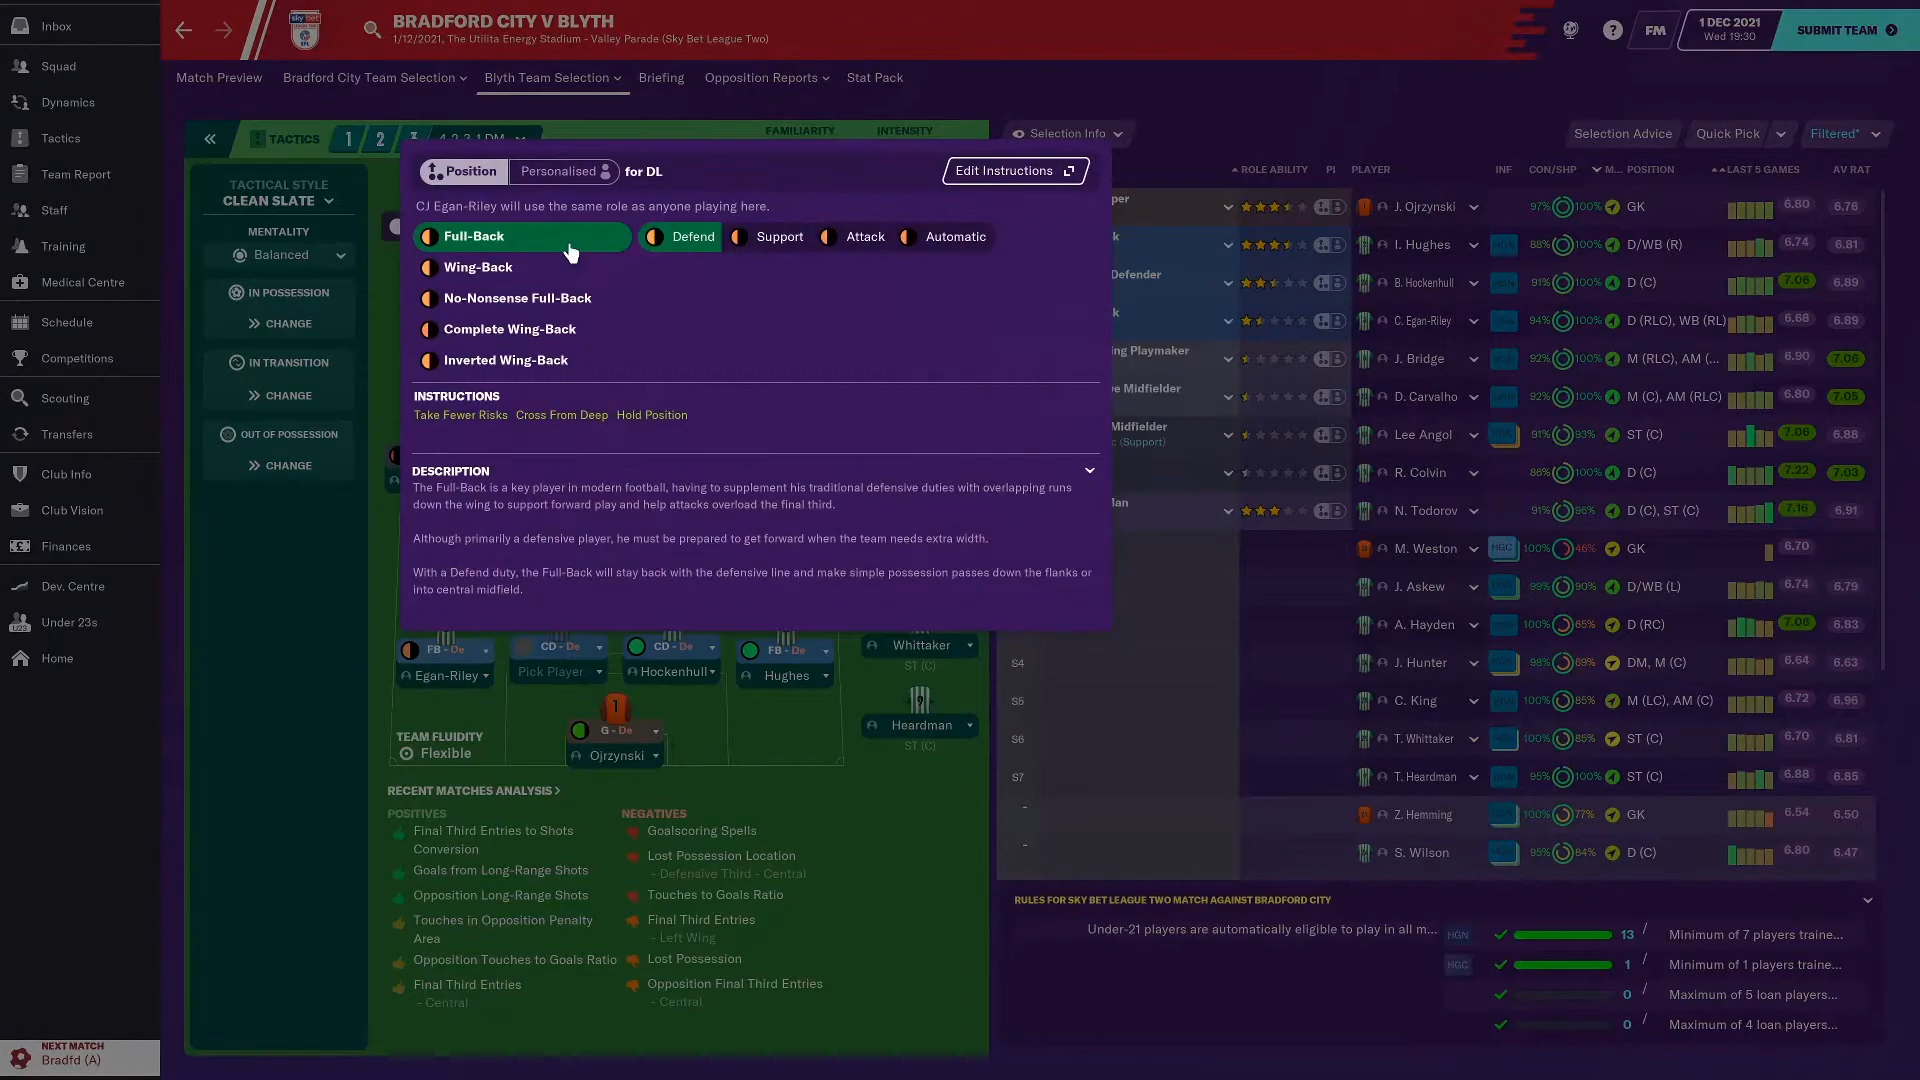 Inbox
BRADFORD CITY V BLYTH
1/12/2021, The Utilita Energy Stadium - Valley Parade (Sky Bet League Two)
FM
1 DEC 2021
Wed 19:30
SUBMIT TEAM
Squad
Dynamics
Tactics
Team Report
Staff
Training
Medical Centre
Schedule
Competitions
Scouting
Transfers
Club Info
Club Vision
Finances
Dev. Centre
Under 23s
Home
NEXT MATCH
Bradfd (A)
Match Preview
Bradford City Team Selection
Blyth Team Selection
Briefing
Opposition Reports
Stat Pack
TACTICS 1 2
FAMILIARITY INTENSITY
TACTICAL STYLE
CLEAN SLATE
MENTALITY
Balanced
IN POSSESSION
CHANGE
IN TRANSITION
CHANGE
OUT OF POSSESSION
CHANGE
Position Personalised for DL
Edit Instructions
CJ Egan-Riley will use the same role as anyone playing here.
Full-Back Defend Support Attack Automatic
Wing-Back
No-Nonsense Full-Back
Complete Wing-Back
Inverted Wing-Back
INSTRUCTIONS
Take Fewer Risks Cross From Deep Hold Position
DESCRIPTION
The Full-Back is a key player in modern football, having to supplement his traditional defensive duties with overlapping runs
down the wing to support forward play and help attacks overload the final third.
Although primarily a defensive player, he must be prepared to get forward when the team needs extra width.
With a Defend duty, the Full-Back will stay back with the defensive line and make simple possession passes down the flanks or
into central midfield.
FB - De CD - De CD - De FB - De
Egan-Riley Pick Player Hockenhull Hughes
Whittaker
ST (C)
1
G - De
Ojrzynski
9
Heardman
ST (C)
TEAM FLUIDITY
Flexible
RECENT MATCHES ANALYSIS
POSITIVES
Final Third Entries to Shots
Conversion
Goals from Long-Range Shots
Opposition Long-Range Shots
Touches in Opposition Penalty
Area
Opposition Touches to Goals Ratio
Final Third Entries
- Central
NEGATIVES
Goalscoring Spells
Lost Possession Location
- Defensive Third - Central
Touches to Goals Ratio
Final Third Entries
- Left Wing
Lost Possession
Opposition Final Third Entries
- Central
Selection Info
Selection Advice
Quick Pick
Filtered*
ROLE ABILITY PI PLAYER INF CON/SHP M... POSITION LAST 5 GAMES AV RAT
J. Ojrzynski 97% 100% GK 6.80 6.76
I. Hughes 88% 100% D/WB (R) 6.74 6.81
Defender B. Hockenhull 91% 100% D (C) 7.06 6.89
C. Egan-Riley 94% 100% D (RLC), WB (RL) 6.68 6.89
ng Playmaker J. Bridge 92% 100% M (RLC), AM (... 6.90 7.06
e Midfielder D. Carvalho 92% 100% M (C), AM (RLC) 6.80 7.05
Midfielder
c (Support)
Lee Angol 91% 93% ST (C) 7.06 6.88
R. Colvin 86% 100% D (C) 7.22 7.03
N. Todorov 91% 96% D (C), ST (C) 7.16 6.91
M. Weston HGC 100% 46% GK 6.70
J. Askew 99% 90% D/WB (L) 6.74 6.79
A. Hayden 100% 65% D (RC) 7.06 6.83
S4 J. Hunter 98% 69% DM, M (C) 6.64 6.63
S5 C. King 100% 85% M (LC), AM (C) 6.72 6.96
S6 T. Whittaker 100% 85% ST (C) 6.70 6.81
S7 T. Heardman 95% 100% ST (C) 6.88 6.85
- Z. Hemming 100% 77% GK 6.54 6.50
- S. Wilson 95% 84% D (C) 6.80 6.47
RULES FOR SKY BET LEAGUE TWO MATCH AGAINST BRADFORD CITY
Under-21 players are automatically eligible to play in all m...
HGN 13 / Minimum of 7 players traine...
HGC 1 / Minimum of 1 players traine...
0 / Maximum of 5 loan players...
0 / Maximum of 4 loan players...